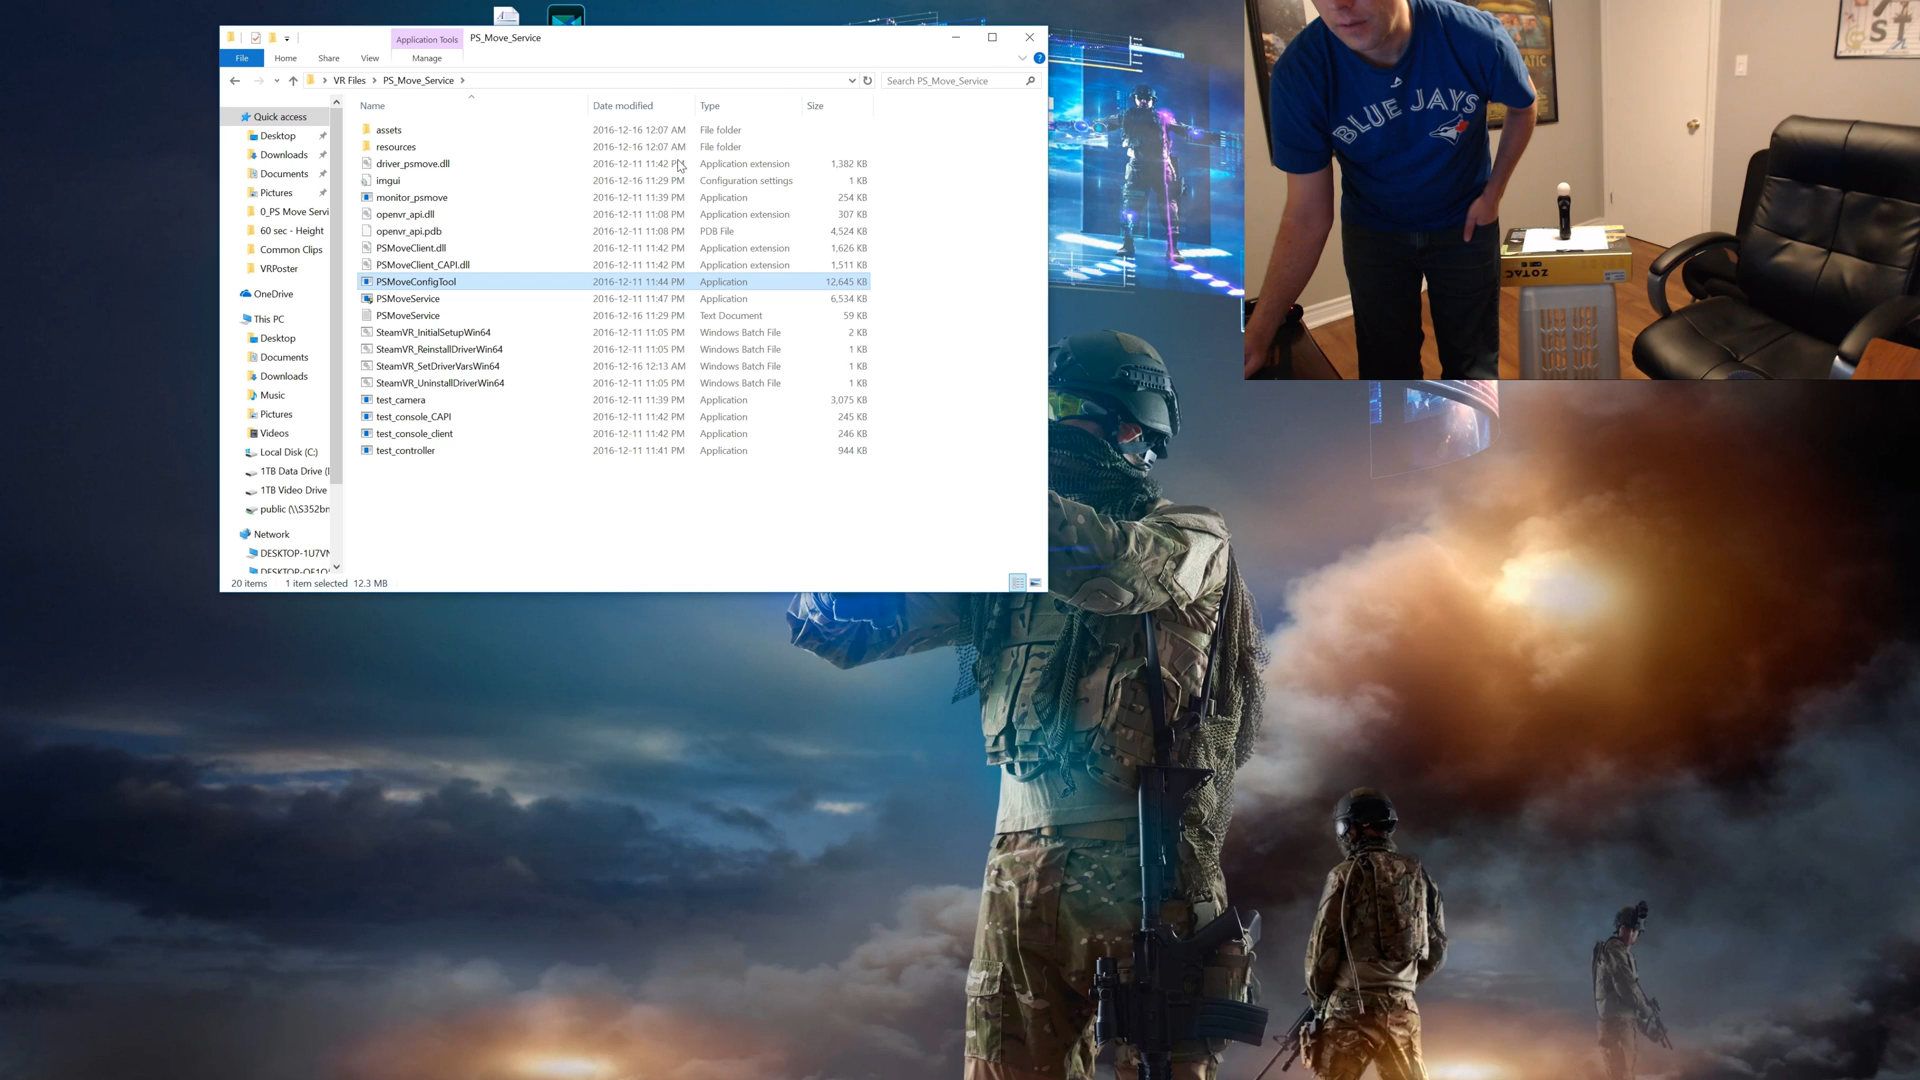 Application Tools
PS_Move_Service
File
Home
Share
View
Manage
VR Files
PS_Move_Service
Search PS_Move_Service
Name
Date modified
Type
Size
Quick access
Desktop
Downloads
Documents
Pictures
0_PS Move Servi
60 sec - Height
Common Clips
VRPoster
OneDrive
This PC
Desktop
Documents
Downloads
Music
Pictures
Videos
Local Disk (C:)
1TB Data Drive (
1TB Video Drive
public (\\S352bn
Network
DESKTOP-1U7VN
assets 2016-12-16 12:07 AM File folder
resources 2016-12-16 12:07 AM File folder
driver_psmove.dll 2016-12-11 11:42 PM Application extension 1,382 KB
imgui 2016-12-16 11:29 PM Configuration settings 1 KB
monitor_psmove 2016-12-11 11:39 PM Application 254 KB
openvr_api.dll 2016-12-11 11:08 PM Application extension 307 KB
openvr_api.pdb 2016-12-11 11:08 PM PDB File 4,524 KB
PSMoveClient.dll 2016-12-11 11:42 PM Application extension 1,626 KB
PSMoveClient_CAPI.dll 2016-12-11 11:42 PM Application extension 1,511 KB
PSMoveConfigTool 2016-12-11 11:44 PM Application 12,645 KB
PSMoveService 2016-12-11 11:47 PM Application 6,534 KB
PSMoveService 2016-12-16 11:29 PM Text Document 59 KB
SteamVR_InitialSetupWin64 2016-12-11 11:05 PM Windows Batch File 2 KB
SteamVR_ReinstallDriverWin64 2016-12-11 11:05 PM Windows Batch File 1 KB
SteamVR_SetDriverVarsWin64 2016-12-16 12:13 AM Windows Batch File 1 KB
SteamVR_UninstallDriverWin64 2016-12-11 11:05 PM Windows Batch File 1 KB
test_camera 2016-12-11 11:39 PM Application 3,075 KB
test_console_CAPI 2016-12-11 11:42 PM Application 245 KB
test_console_client 2016-12-11 11:42 PM Application 246 KB
test_controller 2016-12-11 11:41 PM Application 944 KB
20 items 1 item selected 12.3 MB
BLUE JAYS
ZOTAC